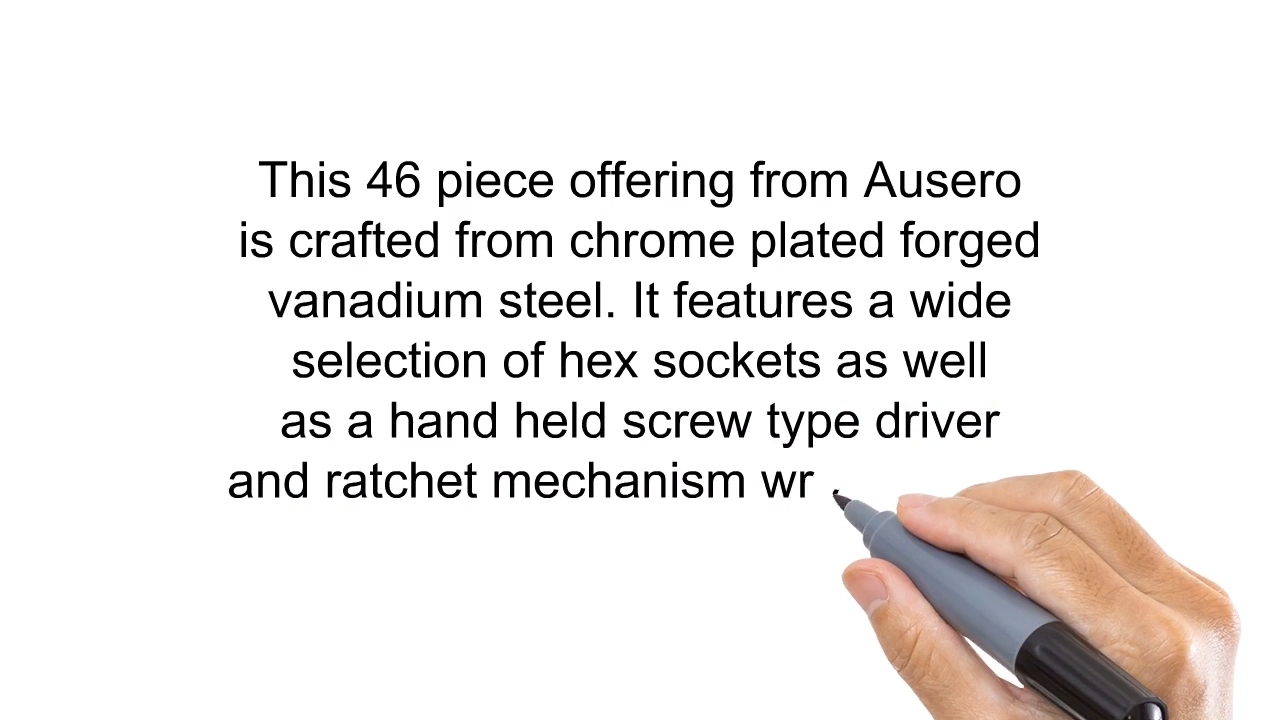 This 46 piece offering from Ausero
is crafted from chrome plated forged
vanadium steel. It features a wide
selection of hex sockets as well
as a hand held screw type driver
and ratchet mechanism wr